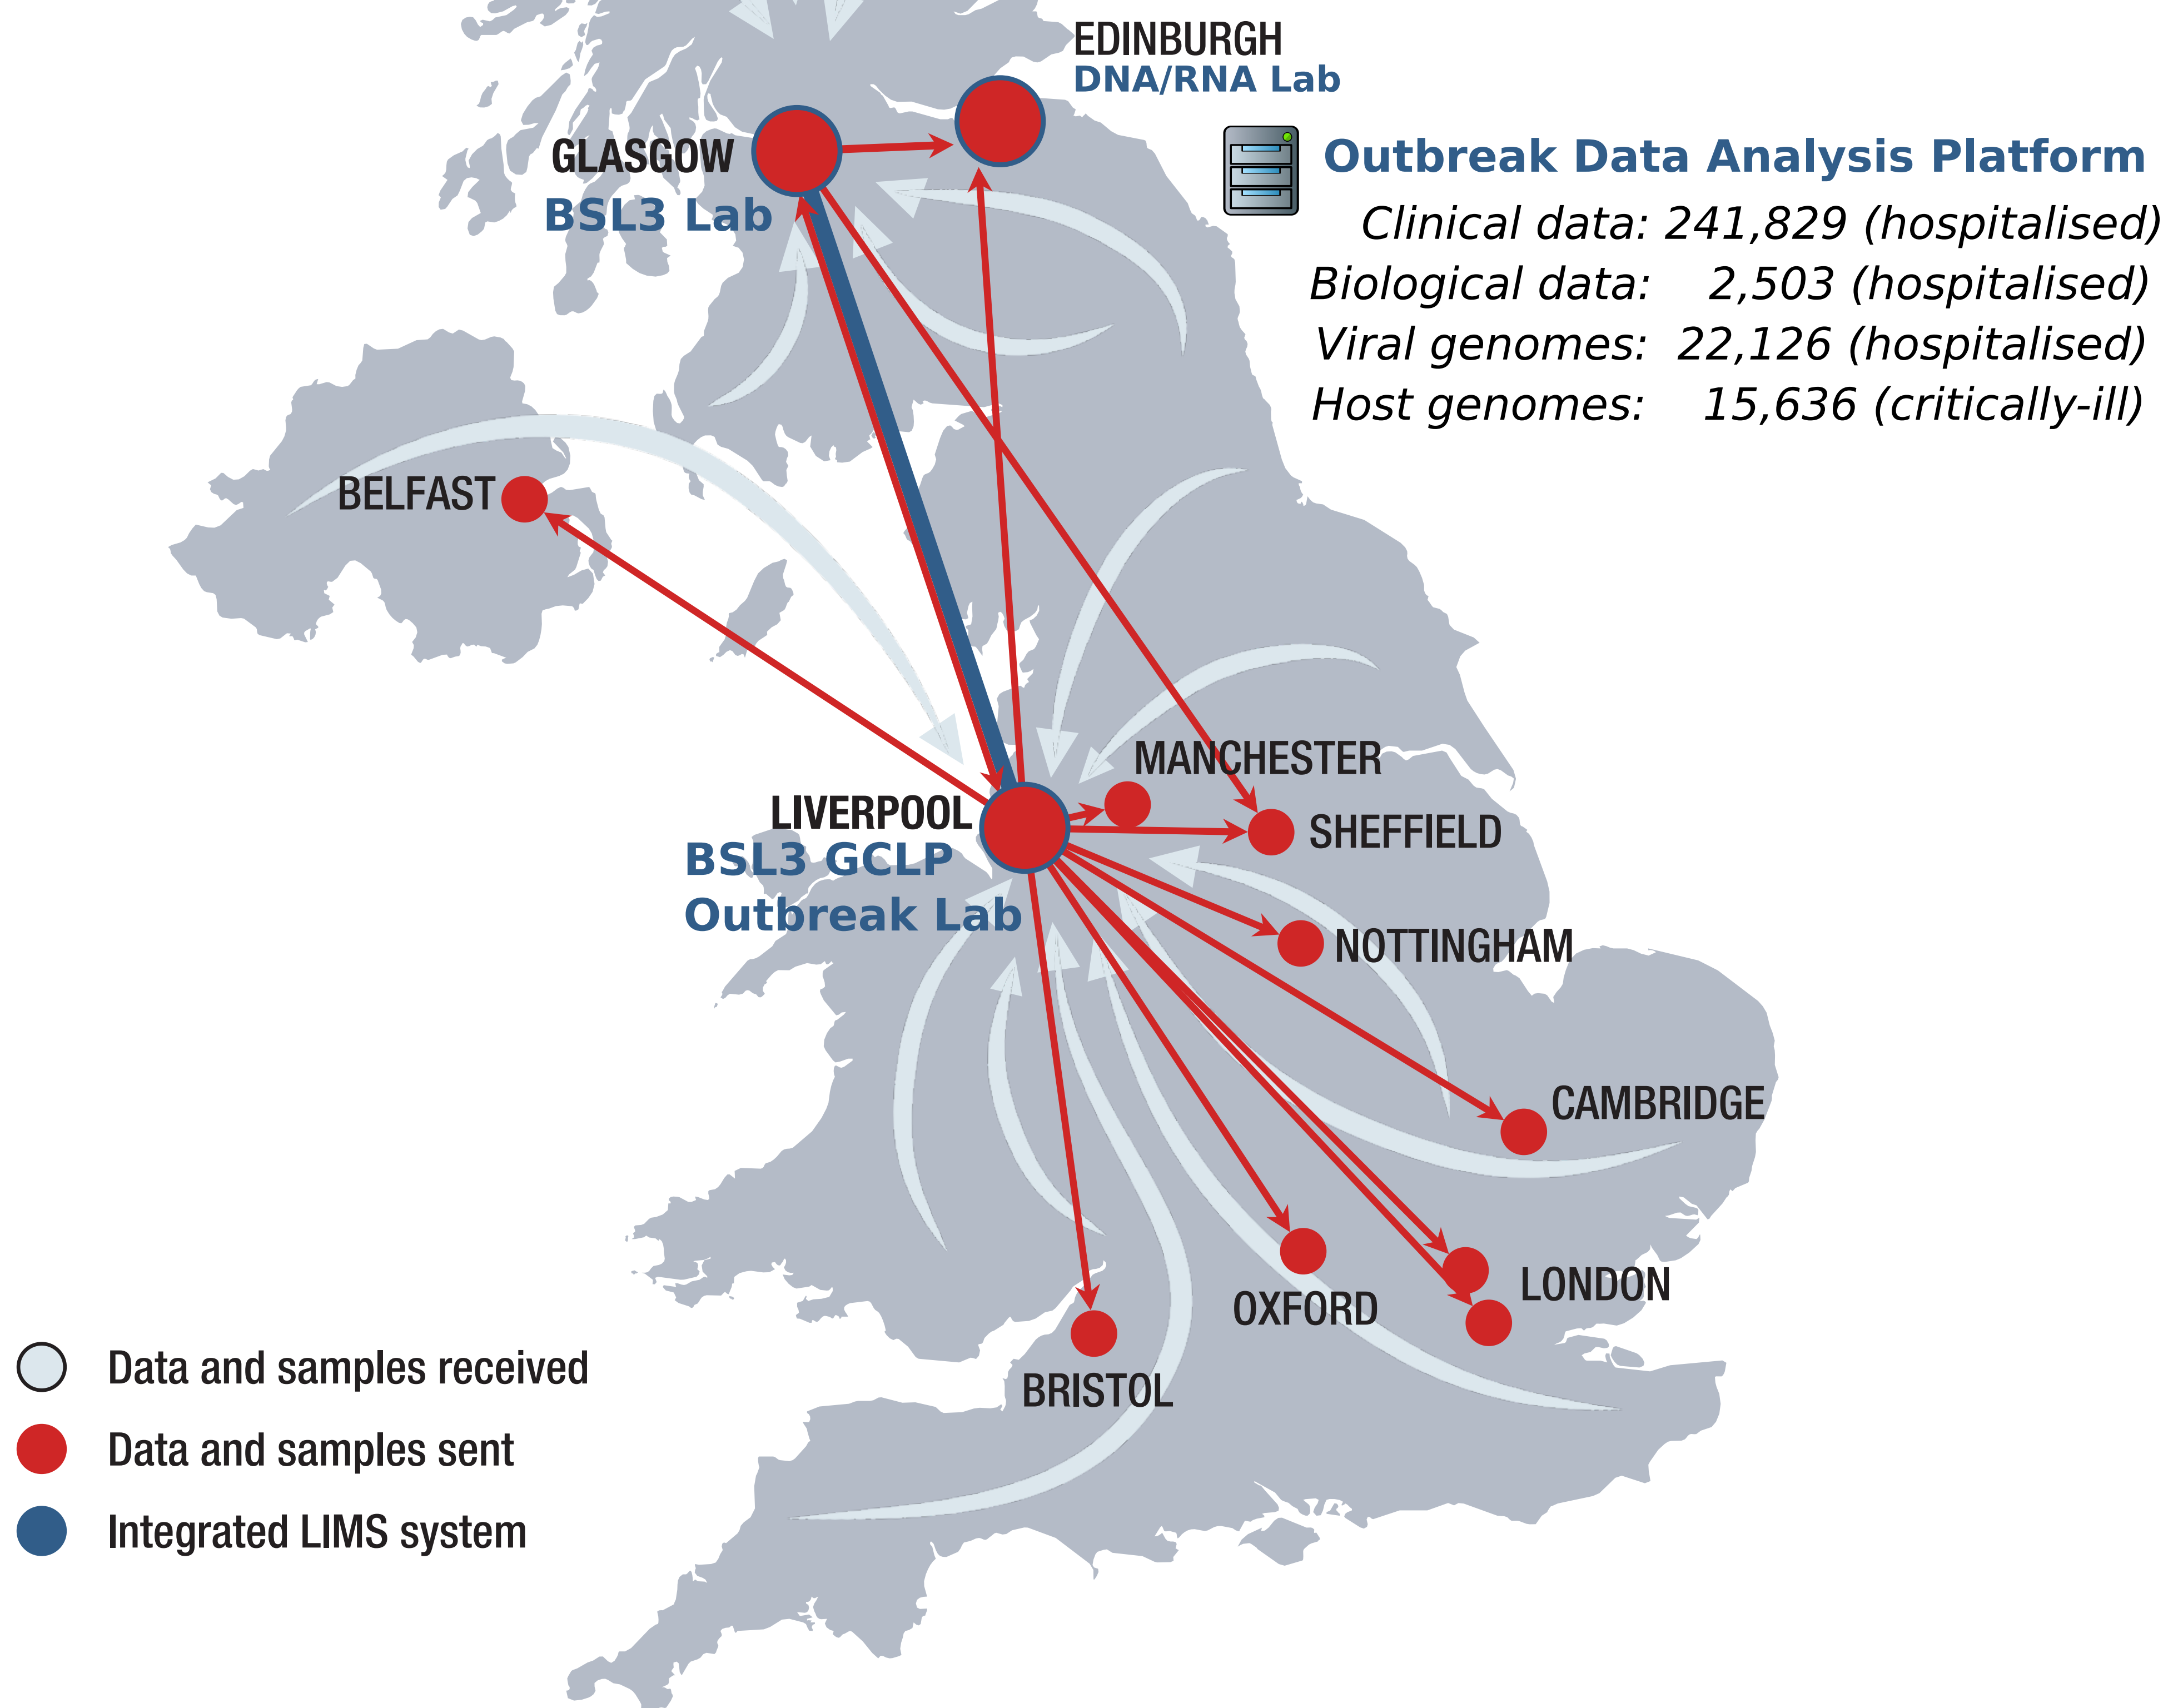 EDINBURGH
DNA/RNA Lab
GLASGOW
BSL3 Lab
Outbreak Data Analysis Platform
Clinical data: 241,829 (hospitalised)
Biological data: 2,503 (hospitalised)
Viral genomes: 22,126 (hospitalised)
Host genomes: 15,636 (critically-ill)
BELFAST
MANCHESTER
LIVERPOOL
BSL3 GCLP
Outbreak Lab
SHEFFIELD
NOTTINGHAM
CAMBRIDGE
LONDON
OXFORD
BRISTOL
Data and samples received
Data and samples sent
Integrated LIMS system